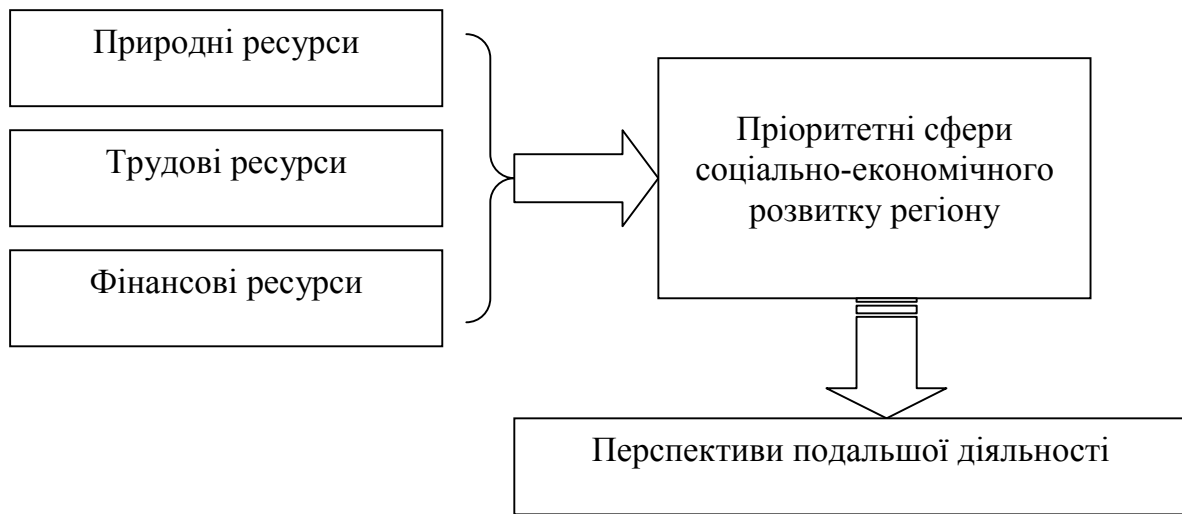 Природні ресурси
Трудові ресурси
Фінансові ресурси
Пріоритетні сфери
соціально-економічного
розвитку регіону
Перспективи подальшої діяльності